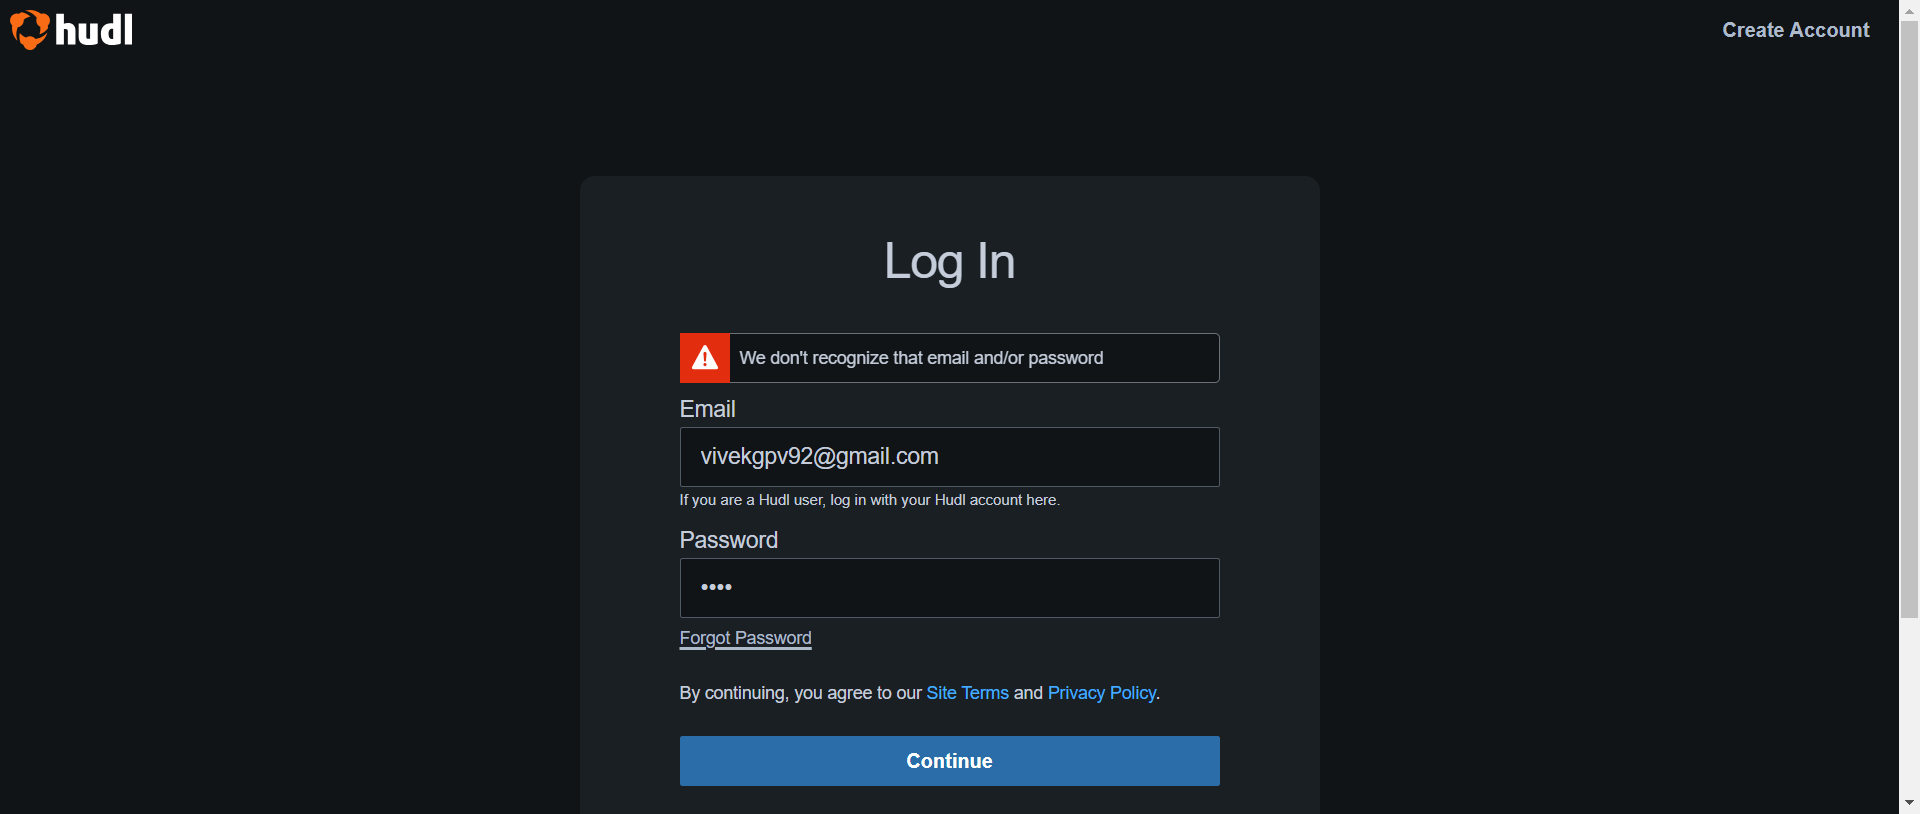 hudl
Create Account
Log In
We don't recognize that email and/or password
Email
vivekgpv92@gmail.com
If you are a Hudl user, log in with your Hudl account here.
Password
••••
Forgot Password
By continuing, you agree to our Site Terms and Privacy Policy.
Continue